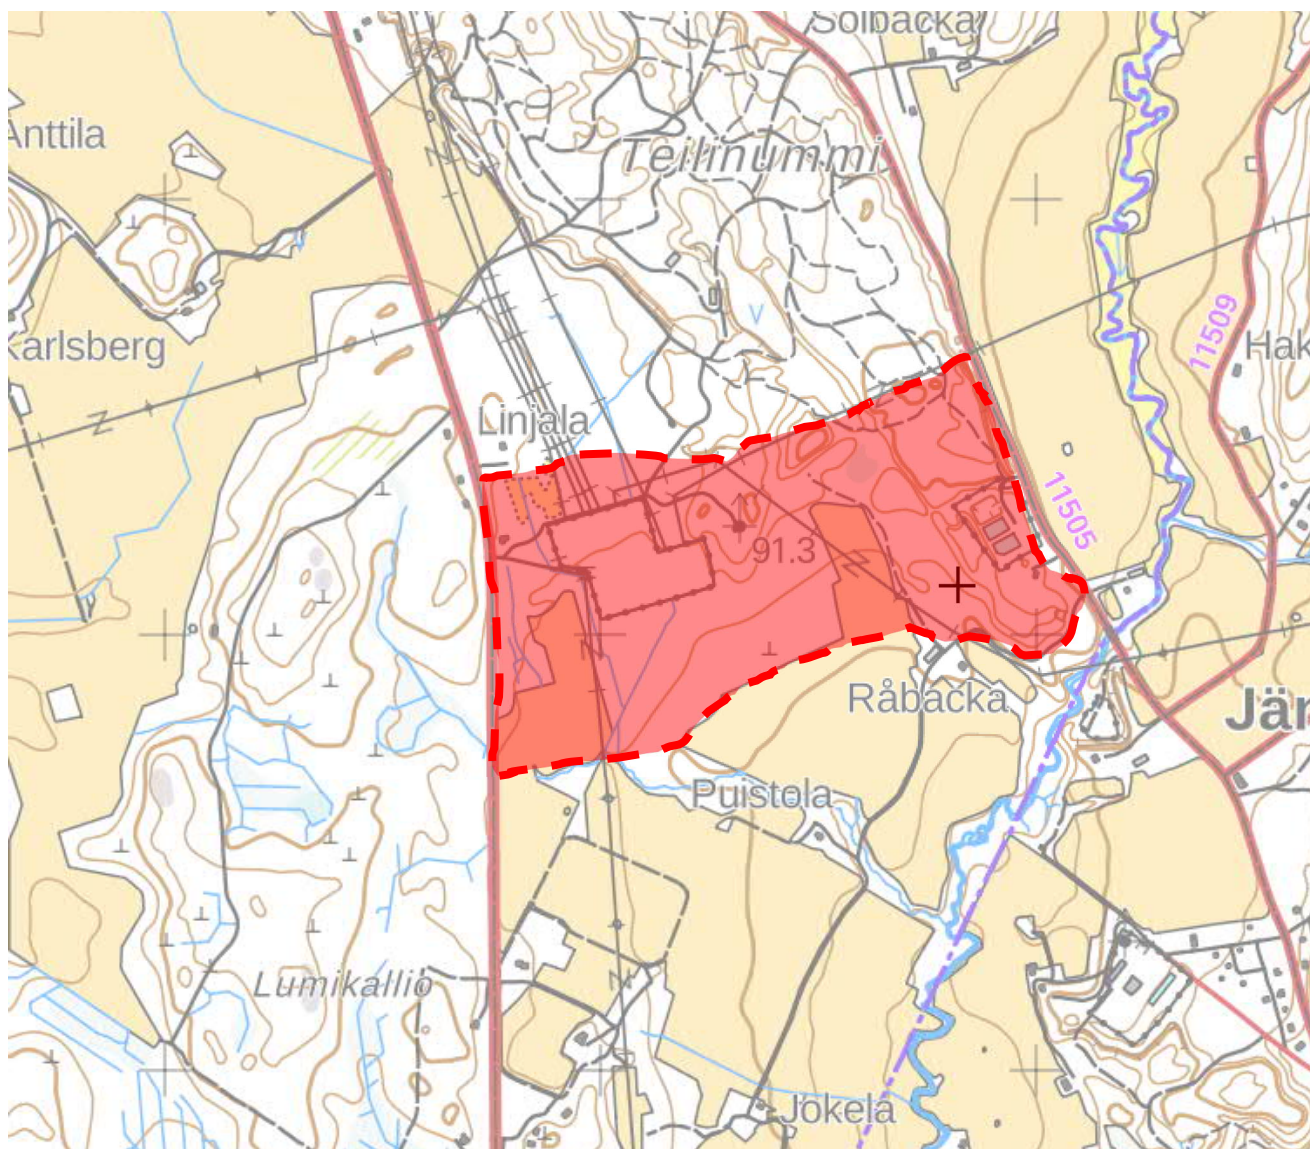 Solbacka
Anttila
Teilinummi
11509
Karlsberg
Hak
Linjala
V
11505
91.3
Råbacka
Jär
Puistola
Lumikallio
Jokela